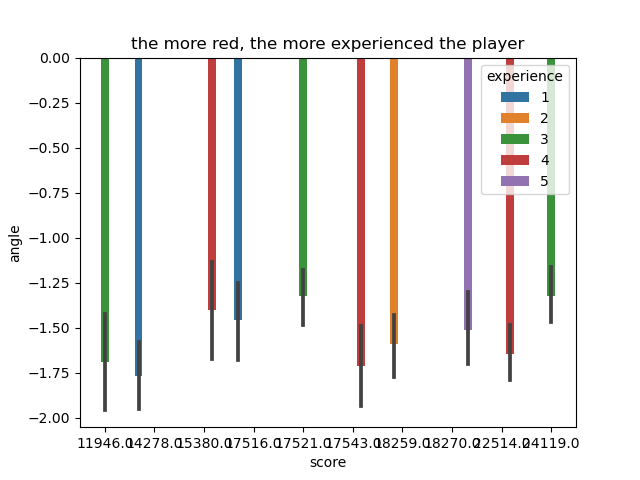 the more red, the more experienced the player
0.00
−0.25
−0.50
−0.75
−1.00
−1.25
−1.50
−1.75
−2.00
angle
experience
1
2
3
4
5
11946.0 14278.0 15380.0 17516.0 17521.0 17543.0 18259.0 18270.0 22514.0 24119.0
score